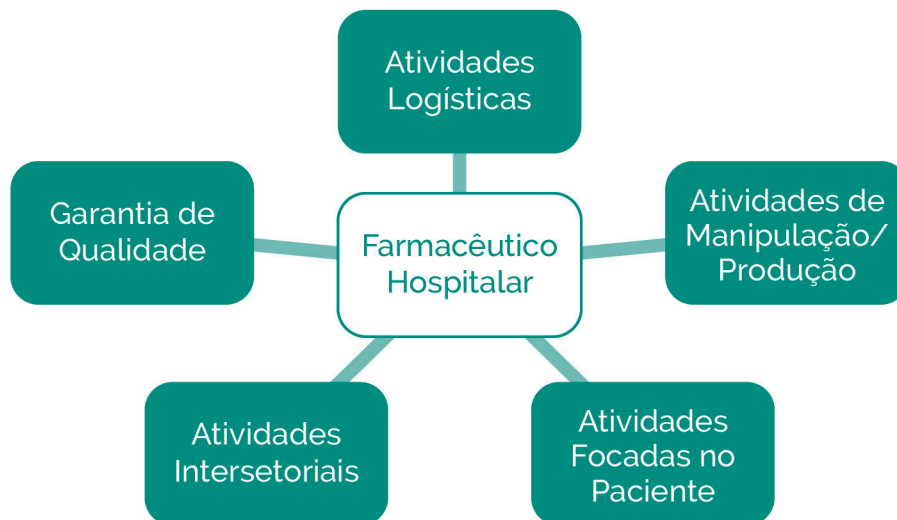 Atividades
Logísticas
Garantia de
Qualidade
Farmacêutico
Hospitalar
Atividades de
Manipulação/
Produção
Atividades
Intersetoriais
Atividades
Focadas no
Paciente